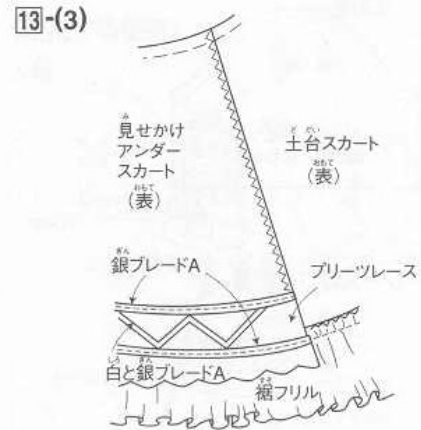 13-(3)
見せかけ
アンダー
スカート
(表)
土台スカート
(表)
銀ブレードA
プリーツレース
白と銀ブレードA
裾フリル